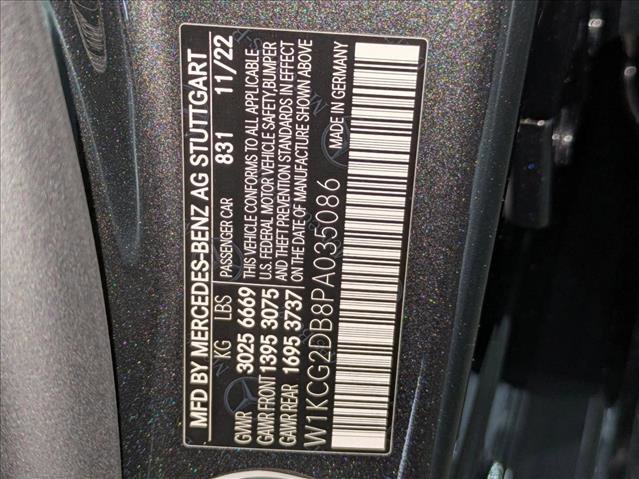 MFD BY MERCEDES-BENZ AG STUTTGART
831 11/22
KG LBS PASSENGER CAR
GVWR 3025 6669
GAWR FRONT 1395 3075
GAWR REAR 1695 3737
THIS VEHICLE CONFORMS TO ALL APPLICABLE
U.S. FEDERAL MOTOR VEHICLE SAFETY,BUMPER
AND THEFT PREVENTION STANDARDS IN EFFECT
ON THE DATE OF MANUFACTURE SHOWN ABOVE
W1KCG2DB8PA035086
MADE IN GERMANY